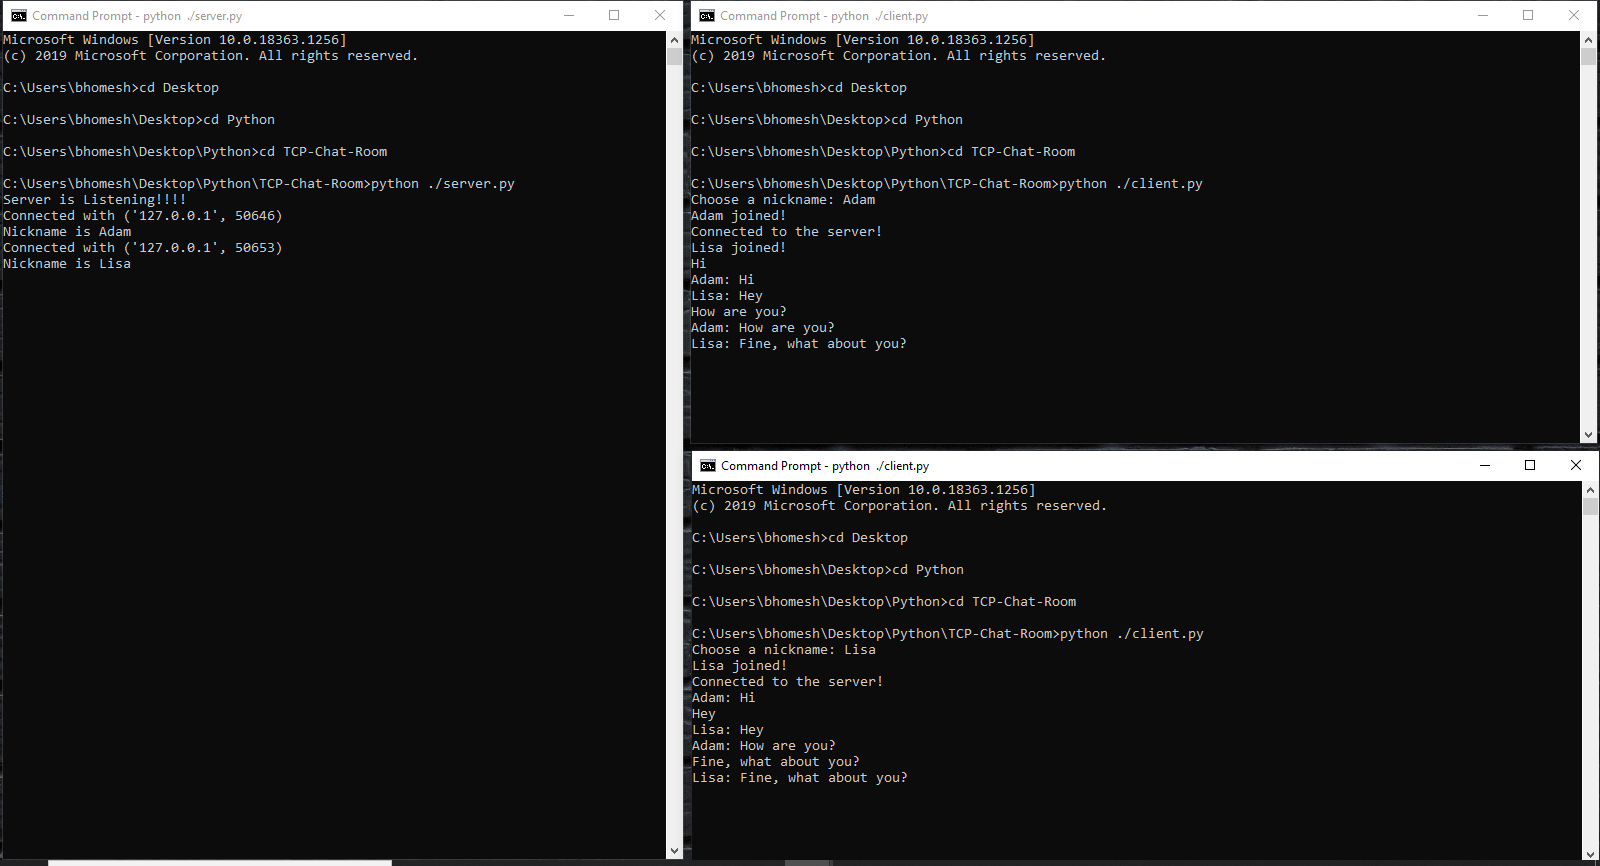 Command Prompt - python ./server.py
Microsoft Windows [Version 10.0.18363.1256]
(c) 2019 Microsoft Corporation. All rights reserved.
C:\Users\bhomesh>cd Desktop
C:\Users\bhomesh\Desktop>cd Python
C:\Users\bhomesh\Desktop\Python>cd TCP-Chat-Room
C:\Users\bhomesh\Desktop\Python\TCP-Chat-Room>python ./server.py
Server is Listening!!!!
Connected with ('127.0.0.1', 50646)
Nickname is Adam
Connected with ('127.0.0.1', 50653)
Nickname is Lisa
Command Prompt - python ./client.py
Microsoft Windows [Version 10.0.18363.1256]
(c) 2019 Microsoft Corporation. All rights reserved.
C:\Users\bhomesh>cd Desktop
C:\Users\bhomesh\Desktop>cd Python
C:\Users\bhomesh\Desktop\Python>cd TCP-Chat-Room
C:\Users\bhomesh\Desktop\Python\TCP-Chat-Room>python ./client.py
Choose a nickname: Adam
Adam joined!
Connected to the server!
Lisa joined!
Hi
Adam: Hi
Lisa: Hey
How are you?
Adam: How are you?
Lisa: Fine, what about you?
Command Prompt - python ./client.py
Microsoft Windows [Version 10.0.18363.1256]
(c) 2019 Microsoft Corporation. All rights reserved.
C:\Users\bhomesh>cd Desktop
C:\Users\bhomesh\Desktop>cd Python
C:\Users\bhomesh\Desktop\Python>cd TCP-Chat-Room
C:\Users\bhomesh\Desktop\Python\TCP-Chat-Room>python ./client.py
Choose a nickname: Lisa
Lisa joined!
Connected to the server!
Adam: Hi
Hey
Lisa: Hey
Adam: How are you?
Fine, what about you?
Lisa: Fine, what about you?